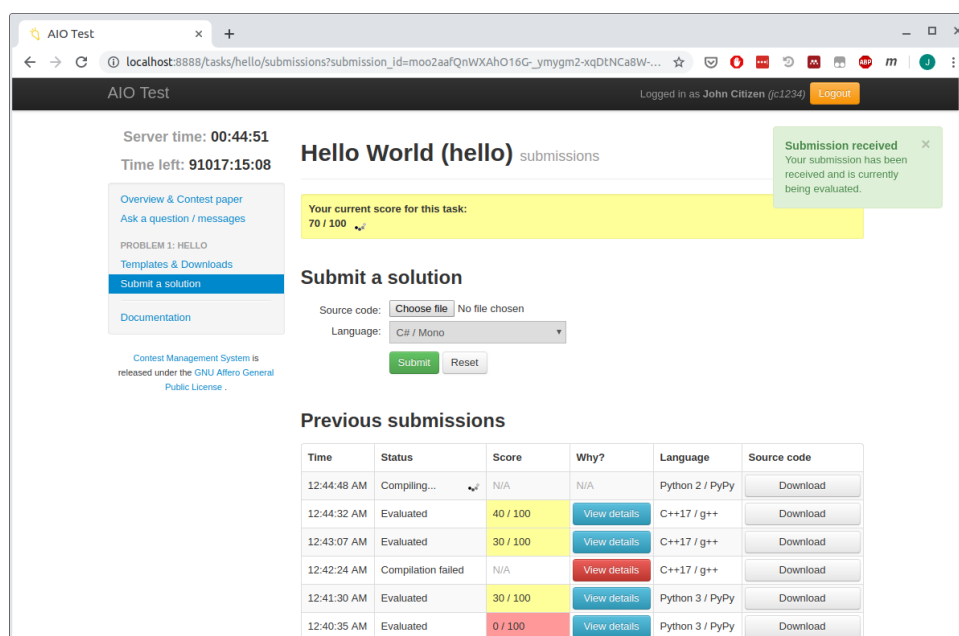 AIO Test
localhost:8888/tasks/hello/submissions?submission_id=moo2aafQnWXAhO16G-_ymygm2-xqDtNCa8W-...
ABP
m
J
AIO Test
Logged in as John Citizen (jc1234) Logout
Server time: 00:44:51
Time left: 91017:15:08
Overview & Contest paper
Ask a question / messages
PROBLEM 1: HELLO
Templates & Downloads
Submit a solution
Documentation
Contest Management System is
released under the GNU Affero General
Public License .
Hello World (hello) submissions
Submission received ×
Your submission has been
received and is currently
being evaluated.
Your current score for this task:
70 / 100
Submit a solution
Source code: Choose file No file chosen
Language: C# / Mono
Submit Reset
Previous submissions
Time Status Score Why? Language Source code
12:44:48 AM Compiling... N/A N/A Python 2 / PyPy Download
12:44:32 AM Evaluated 40 / 100 View details C++17 / g++ Download
12:43:07 AM Evaluated 30 / 100 View details C++17 / g++ Download
12:42:24 AM Compilation failed N/A View details C++17 / g++ Download
12:41:30 AM Evaluated 30 / 100 View details Python 3 / PyPy Download
12:40:35 AM Evaluated 0 / 100 View details Python 3 / PyPy Download